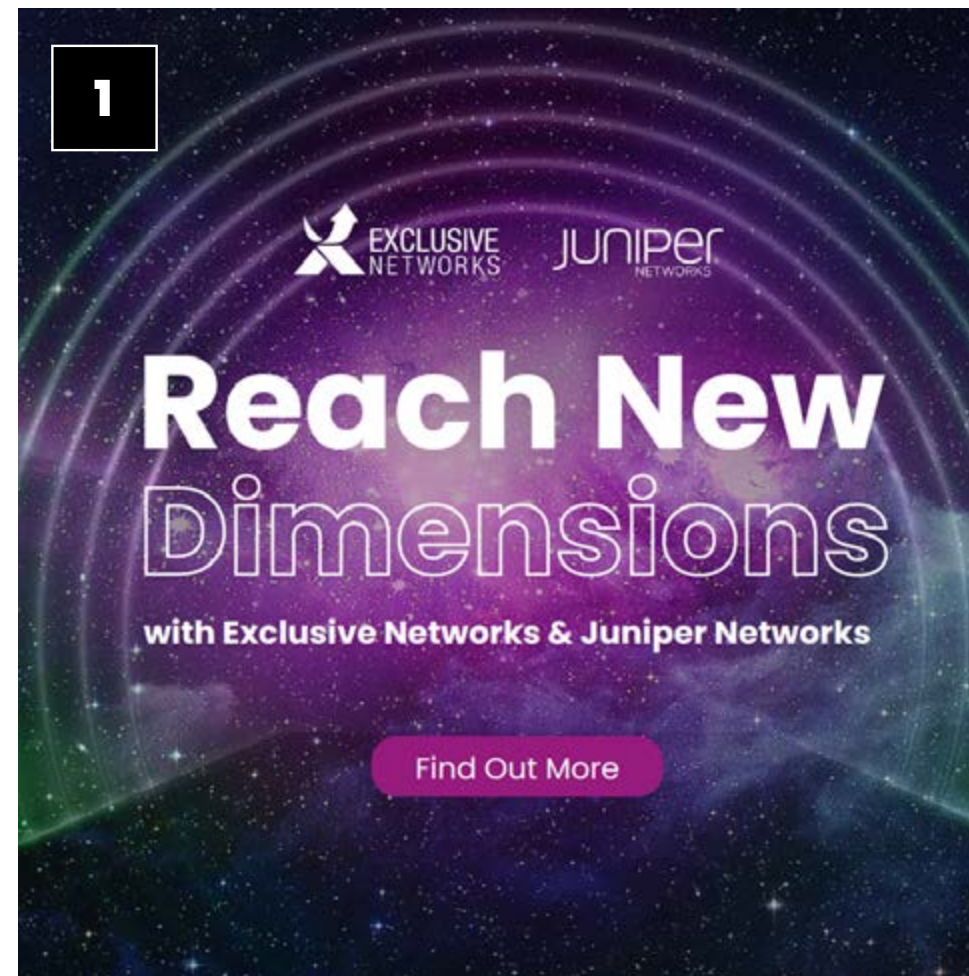 1
EXCLUSIVE
NETWORKS
JUNIPER
NETWORKS
Reach New
Dimensions
with Exclusive Networks & Juniper Networks
Find Out More